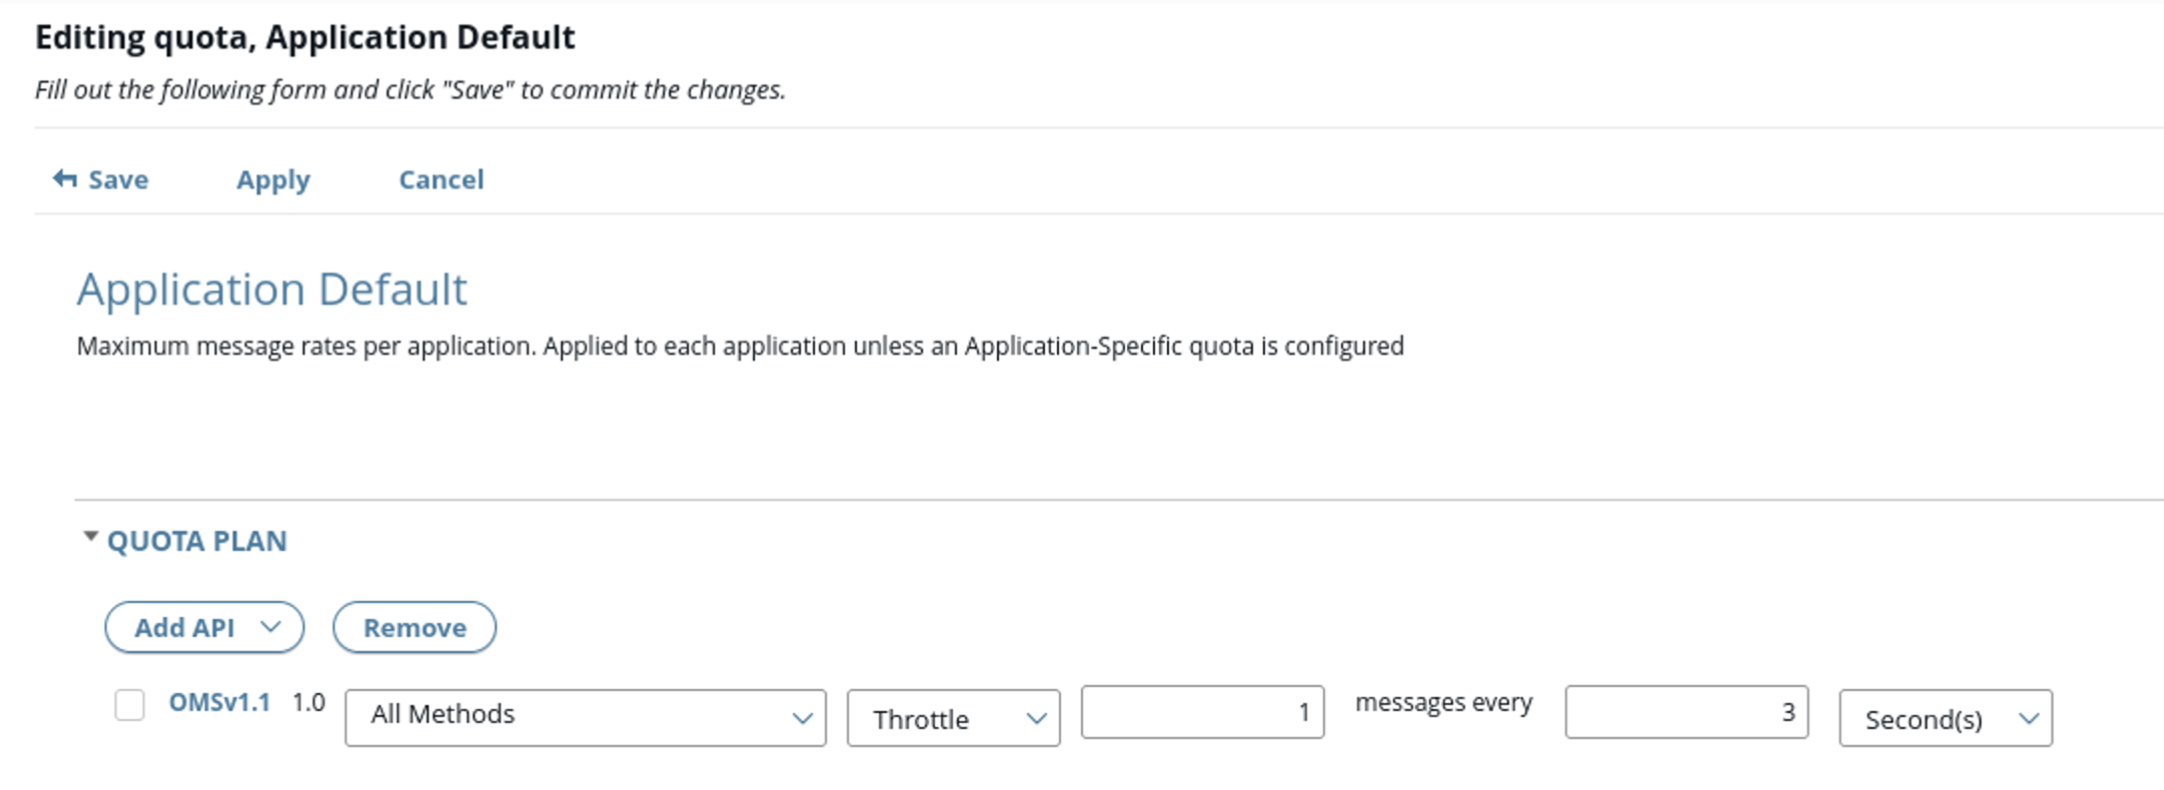 Editing quota, Application Default
Fill out the following form and click "Save" to commit the changes.
Save Apply Cancel
Application Default
Maximum message rates per application. Applied to each application unless an Application-Specific quota is configured
QUOTA PLAN
Add API Remove
OMSv1.1 1.0 All Methods Throttle 1 messages every 3 Second(s)